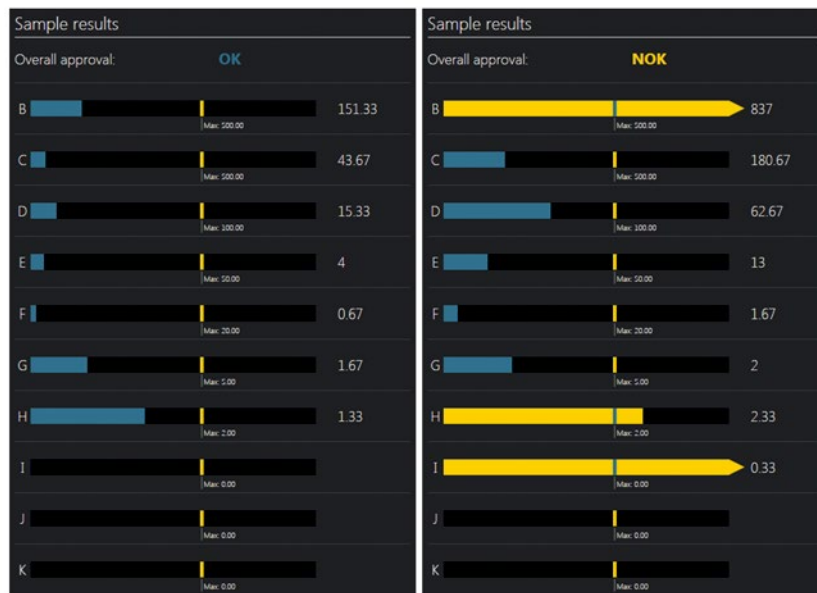 Sample results
Overall approval: OK
B 151.33
Max: 500.00
C 43.67
Max: 500.00
D 15.33
Max: 100.00
E 4
Max: 50.00
F 0.67
Max: 20.00
G 1.67
Max: 5.00
H 1.33
Max: 2.00
I
Max: 0.00
J
Max: 0.00
K
Max: 0.00
Sample results
Overall approval: NOK
B 837
Max: 500.00
C 180.67
Max: 500.00
D 62.67
Max: 100.00
E 13
Max: 50.00
F 1.67
Max: 20.00
G 2
Max: 5.00
H 2.33
Max: 2.00
I 0.33
Max: 0.00
J
Max: 0.00
K
Max: 0.00